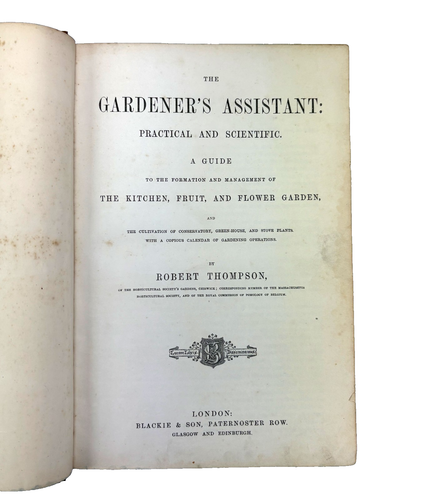 THE
GARDENER'S ASSISTANT:
PRACTICAL AND SCIENTIFIC.
A GUIDE
TO THE FORMATION AND MANAGEMENT OF
THE KITCHEN, FRUIT, AND FLOWER GARDEN,
AND
THE CULTIVATION OF CONSERVATORY, GREEN-HOUSE, AND STOVE PLANTS.
WITH A COPIOUS CALENDAR OF GARDENING OPERATIONS.
BY
ROBERT THOMPSON,
OF THE HORTICULTURAL SOCIETY'S GARDENS, CHISWICK; CORRESPONDING MEMBER OF THE MASSACHUSETTS
HORTICULTURAL SOCIETY, AND OF THE ROYAL COMMISSION OF POMOLOGY OF BELGIUM.
LONDON:
BLACKIE & SON, PATERNOSTER ROW.
GLASGOW AND EDINBURGH.